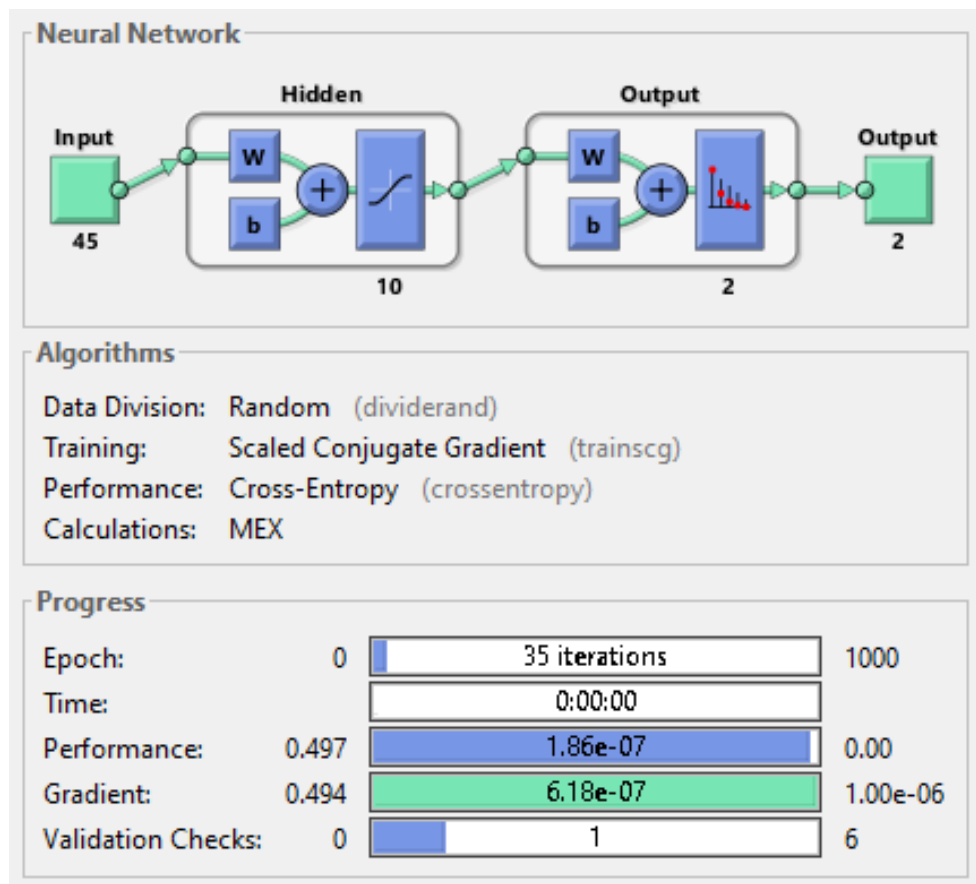 Neural Network
Hidden
Output
Input
W
b
+
45
10
W
b
+
2
Output
2
Algorithms
Data Division: Random (dividerand)
Training: Scaled Conjugate Gradient (trainscg)
Performance: Cross-Entropy (crossentropy)
Calculations: MEX
Progress
Epoch: 0 35 iterations 1000
Time: 0:00:00
Performance: 0.497 1.86e-07 0.00
Gradient: 0.494 6.18e-07 1.00e-06
Validation Checks: 0 1 6